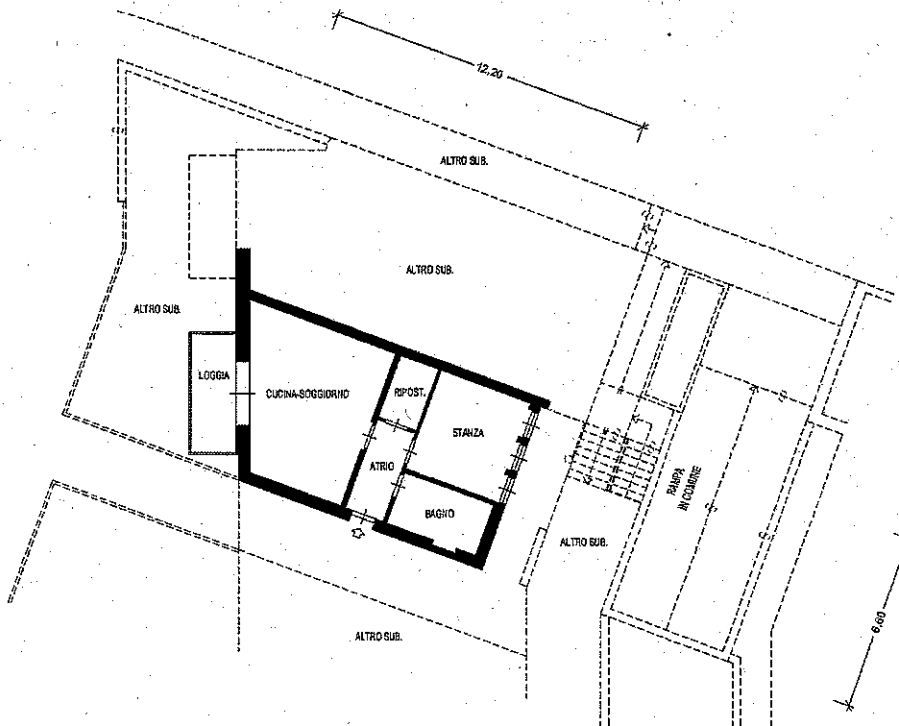 12,20
ALTRO SUB.
ALTRO SUB.
ALTRO SUB.
LOGGIA
CUCINA-SOGGIORNO
RIPOST.
STANZA
ATRIO
BAGNO
RAMPA
IN COMUNE
ALTRO SUB.
ALTRO SUB.
6,60